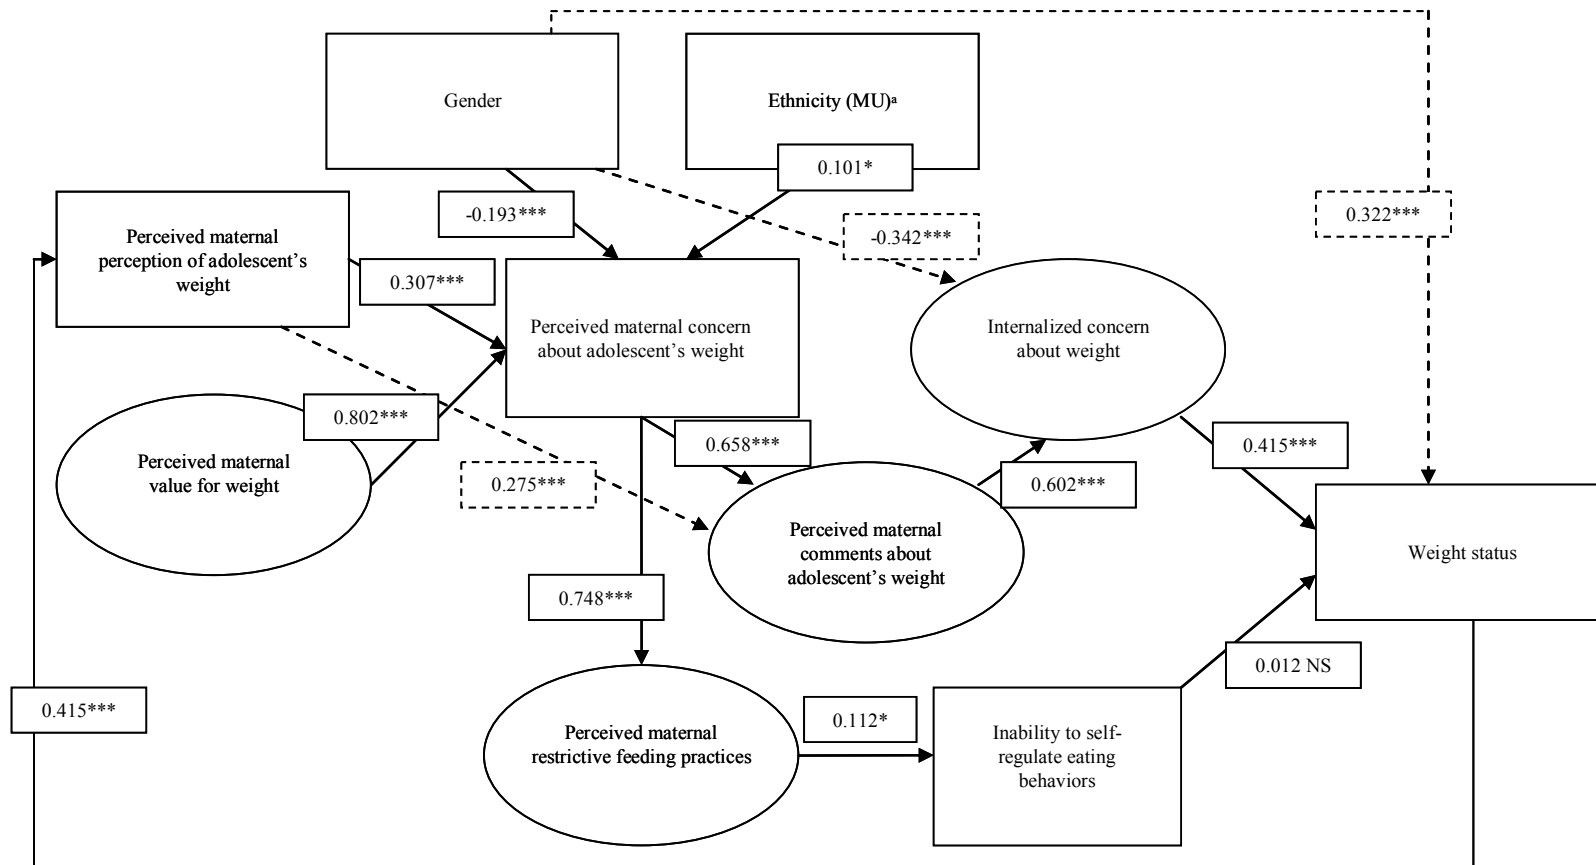 Gender
Ethnicity (MU)ᵃ
0.101*
-0.193***
0.322***
-0.342***
Perceived maternal
perception of adolescent's
weight
0.307***
Perceived maternal concern
about adolescent's weight
Internalized concern
about weight
0.802***
Perceived maternal
value for weight
0.658***
0.415***
0.275***
0.602***
Perceived maternal
comments about
adolescent's weight
Weight status
0.748***
0.012 NS
0.415***
Perceived maternal
restrictive feeding practices
0.112*
Inability to self-
regulate eating
behaviors